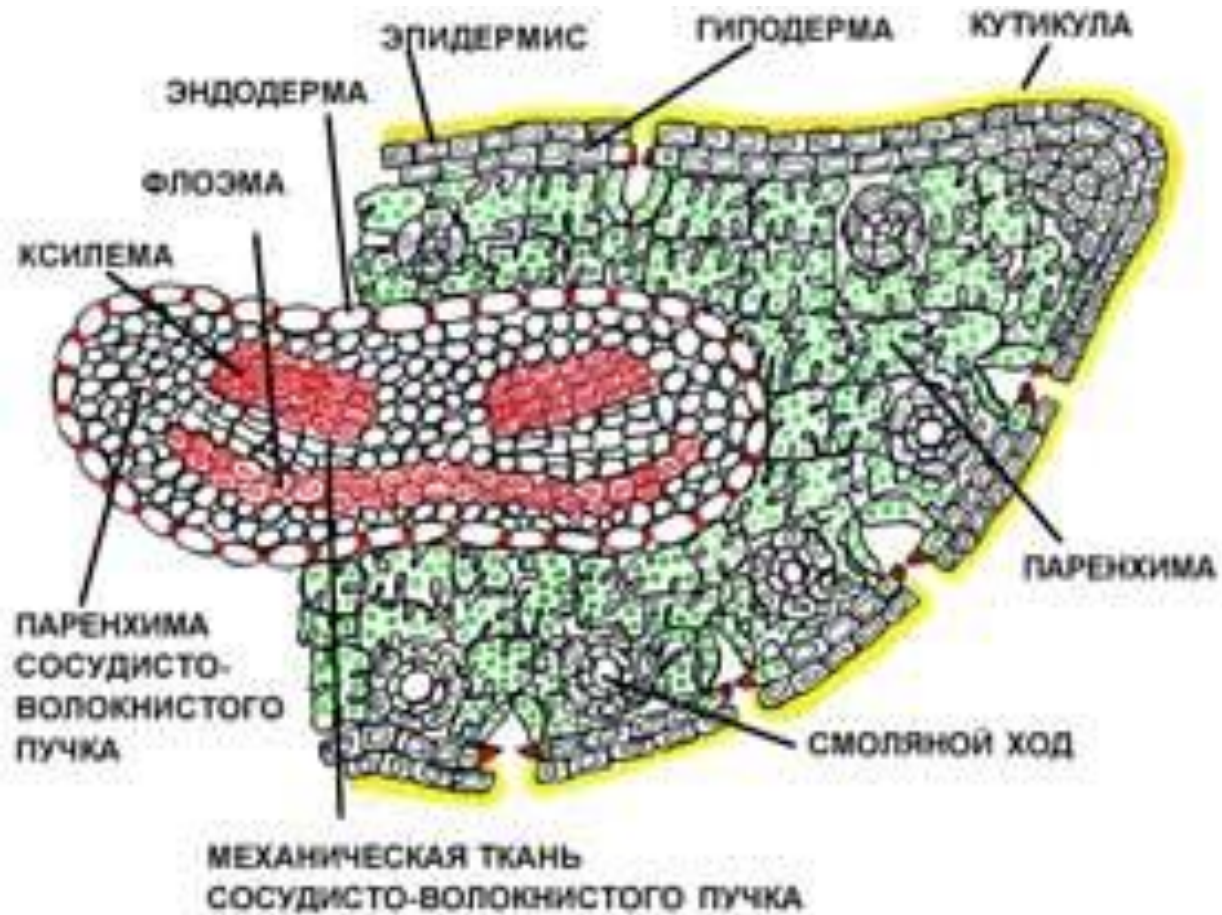 ЭПИДЕРМИС
ГИПОДЕРМА
КУТИКУЛА
ЭНДОДЕРМА
ФЛОЭМА
КСИЛЕМА
ПАРЕНХИМА
ПАРЕНХИМА
СОСУДИСТО-
ВОЛОКНИСТОГО
ПУЧКА
СМОЛЯНОЙ ХОД
МЕХАНИЧЕСКАЯ ТКАНЬ
СОСУДИСТО-ВОЛОКНИСТОГО ПУЧКА